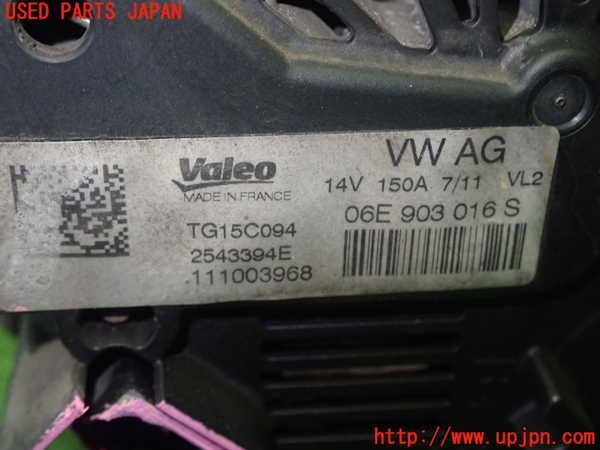 USED PARTS JAPAN
Valeo
MADE IN FRANCE
VW AG
14V 150A 7/11 VL2
TG15C094
06E 903 016 S
2543394E
.111003968
http://www.upjpn.com